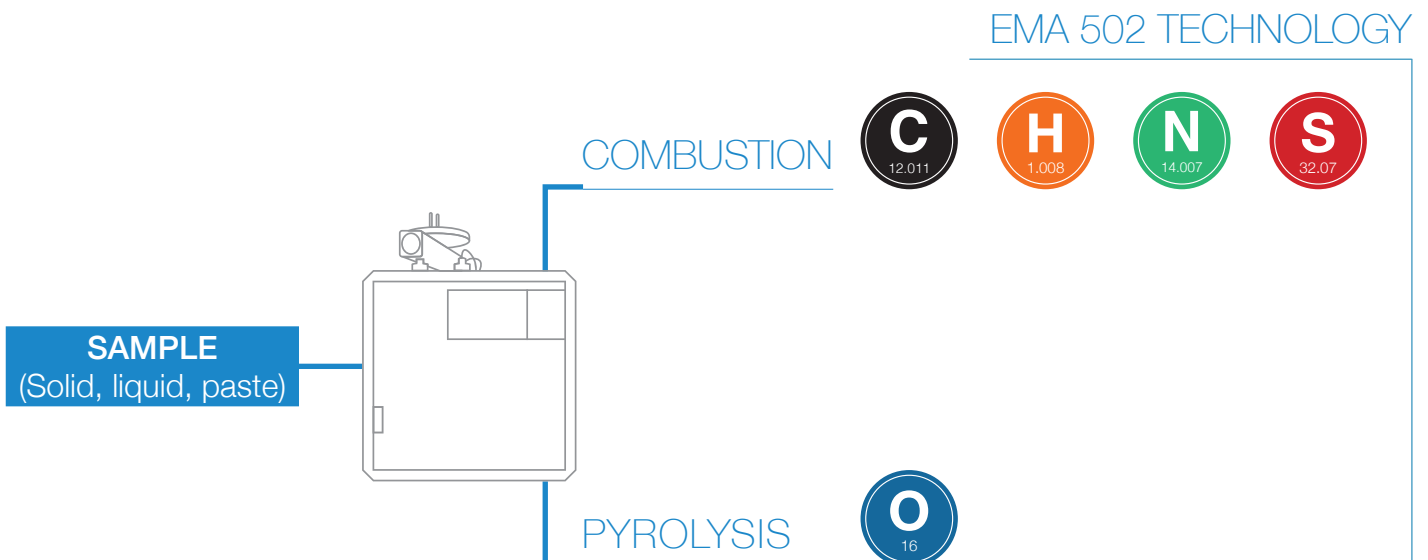 EMA 502 TECHNOLOGY
COMBUSTION
C
12.011
H
1.008
N
14.007
S
32.07
SAMPLE
(Solid, liquid, paste)
PYROLYSIS
O
16